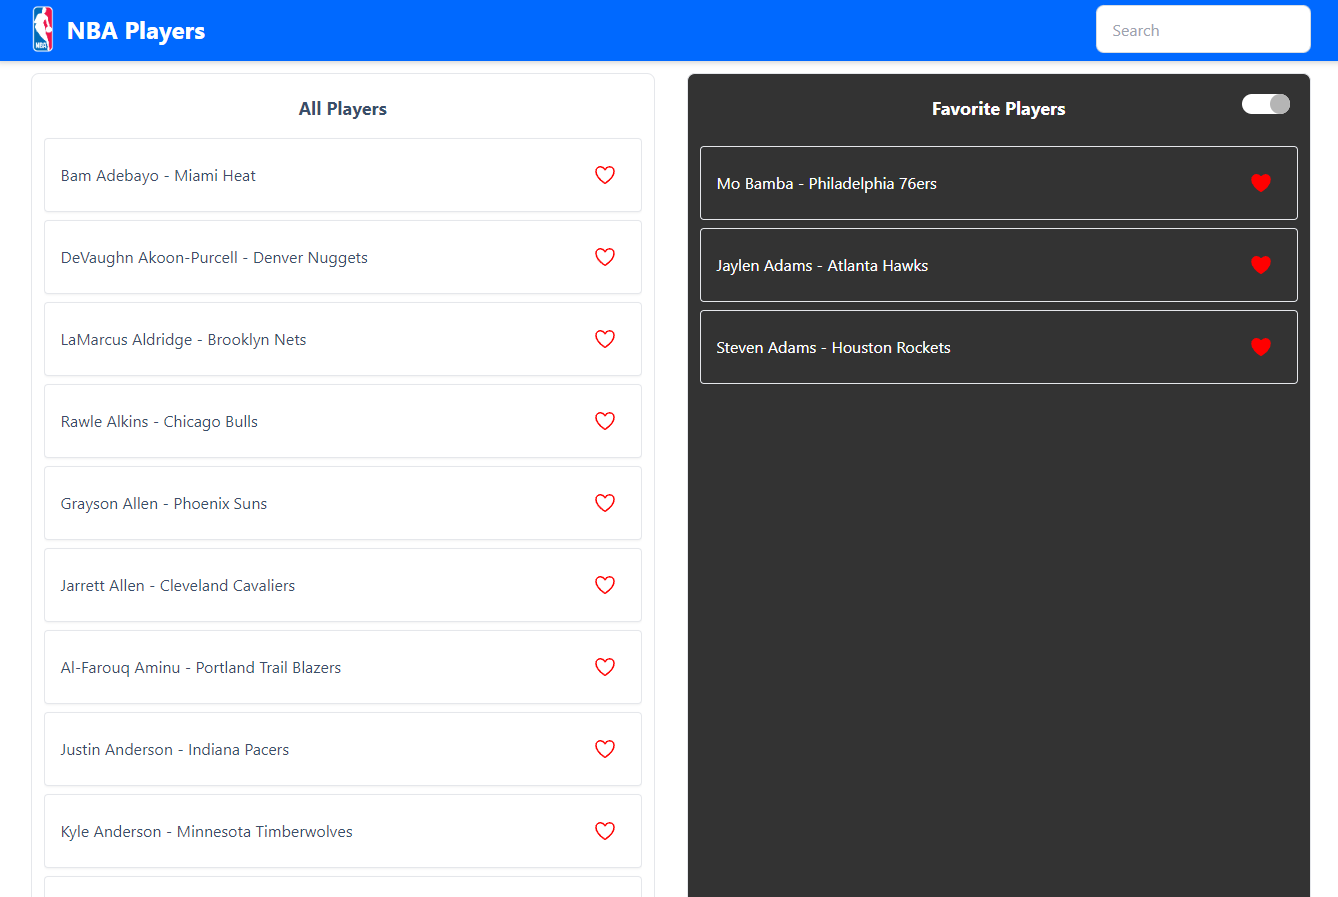 NBA
NBA Players
Search
All Players
Bam Adebayo - Miami Heat
DeVaughn Akoon-Purcell - Denver Nuggets
LaMarcus Aldridge - Brooklyn Nets
Rawle Alkins - Chicago Bulls
Grayson Allen - Phoenix Suns
Jarrett Allen - Cleveland Cavaliers
Al-Farouq Aminu - Portland Trail Blazers
Justin Anderson - Indiana Pacers
Kyle Anderson - Minnesota Timberwolves
Favorite Players
Mo Bamba - Philadelphia 76ers
Jaylen Adams - Atlanta Hawks
Steven Adams - Houston Rockets